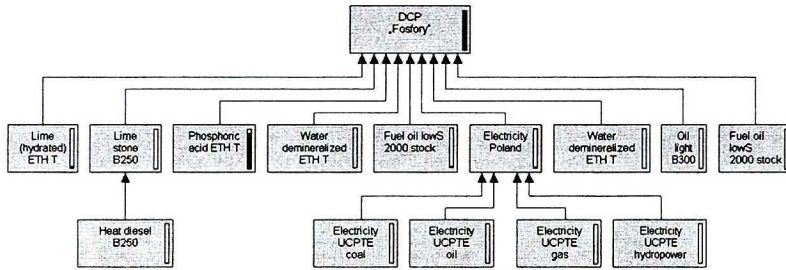 DCP
„Fosfory"
Lime
(hydrated)
ETH T
Lime
stone
B250
Phosphoric
acid ETH T
Water
demineralized
ETH T
Fuel oil lowS
2000 stock
Electricity
Poland
Water
demineralized
ETH T
Oil
light
B300
Fuel oil
lowS
2000 stock
Heat diesel
B250
Electricity
UCPTE
coal
Electricity
UCPTE
oil
Electricity
UCPTE
gas
Electricity
UCPTE
hydropower